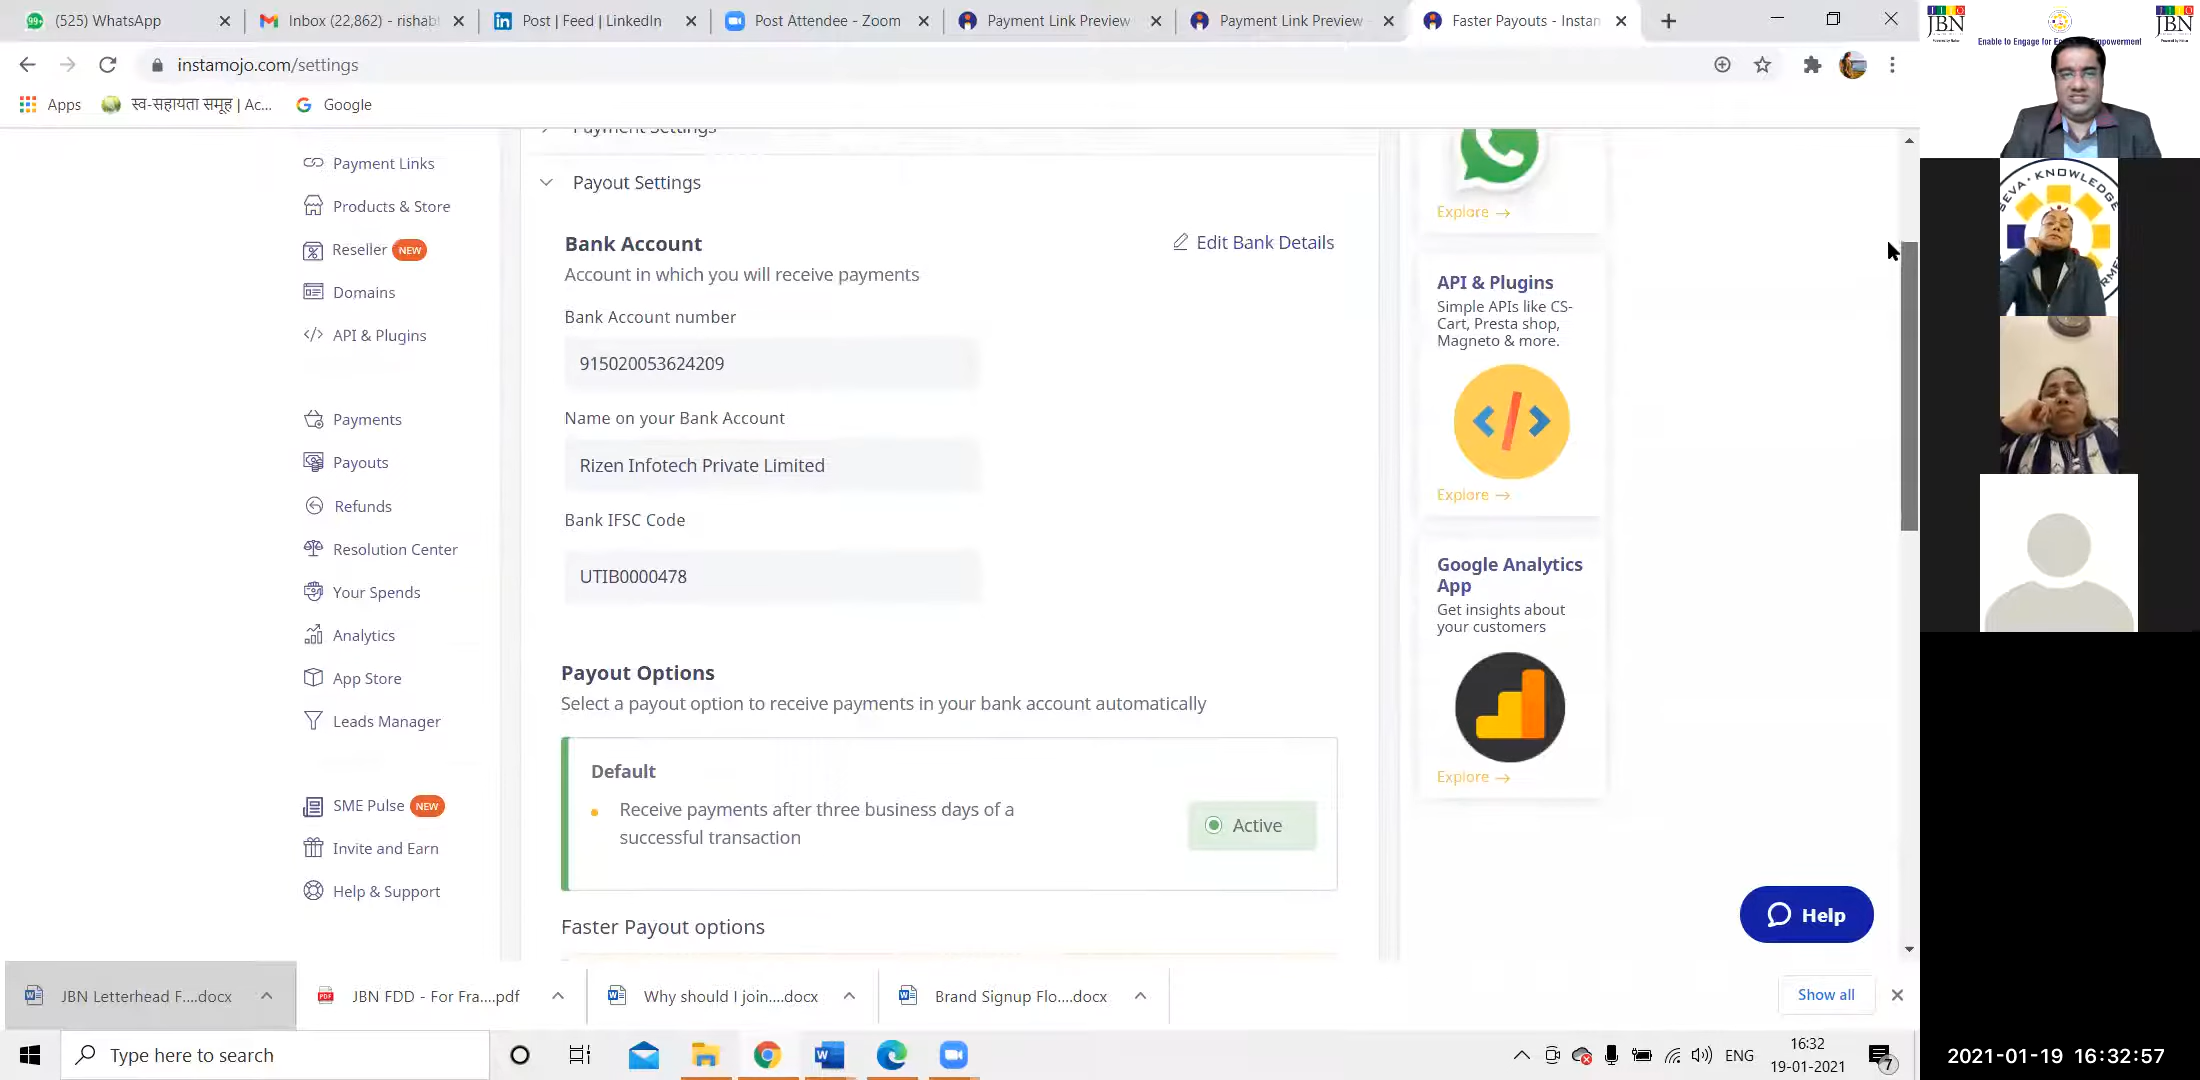 (525) WhatsApp
Inbox (22,862) - rishab
Post | Feed | LinkedIn
Post Attendee - Zoom
Payment Link Preview
Payment Link Preview
Faster Payouts - Instan
instamojo.com/settings
Apps
स्व-सहायता समूह | Ac...
Google
Payment Links
Products & Store
Reseller NEW
Domains
API & Plugins
Payments
Payouts
Refunds
Resolution Center
Your Spends
Analytics
App Store
Leads Manager
SME Pulse NEW
Invite and Earn
Help & Support
Payment Settings
Payout Settings
Bank Account
Edit Bank Details
Account in which you will receive payments
Bank Account number
915020053624209
Name on your Bank Account
Rizen Infotech Private Limited
Bank IFSC Code
UTIB0000478
Payout Options
Select a payout option to receive payments in your bank account automatically
Default
Receive payments after three business days of a
successful transaction
Active
Faster Payout options
Explore →
API & Plugins
Simple APIs like CS-
Cart, Presta shop,
Magneto & more.
Explore →
Google Analytics
App
Get insights about
your customers
Explore →
Help
JBN Letterhead F....docx
JBN FDD - For Fra....pdf
Why should I join....docx
Brand Signup Flo....docx
Show all
Type here to search
ENG
16:32
19-01-2021
7
JBN
JBN
SEVA • KNOWLEDGE
2021-01-19 16:32:57